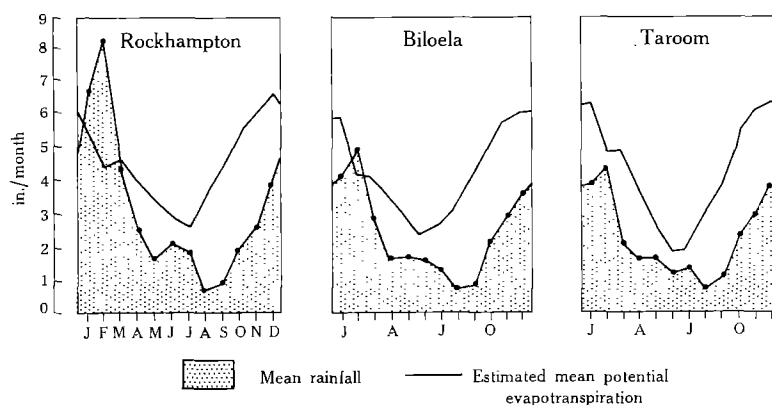 Rockhampton
Biloela
Taroom
in./month
9
8
7
6
5
4
3
2
1
0
J F M A M J J A S O N D
J A J O
J A J O
Mean rainfall
Estimated mean potential
evapotranspiration